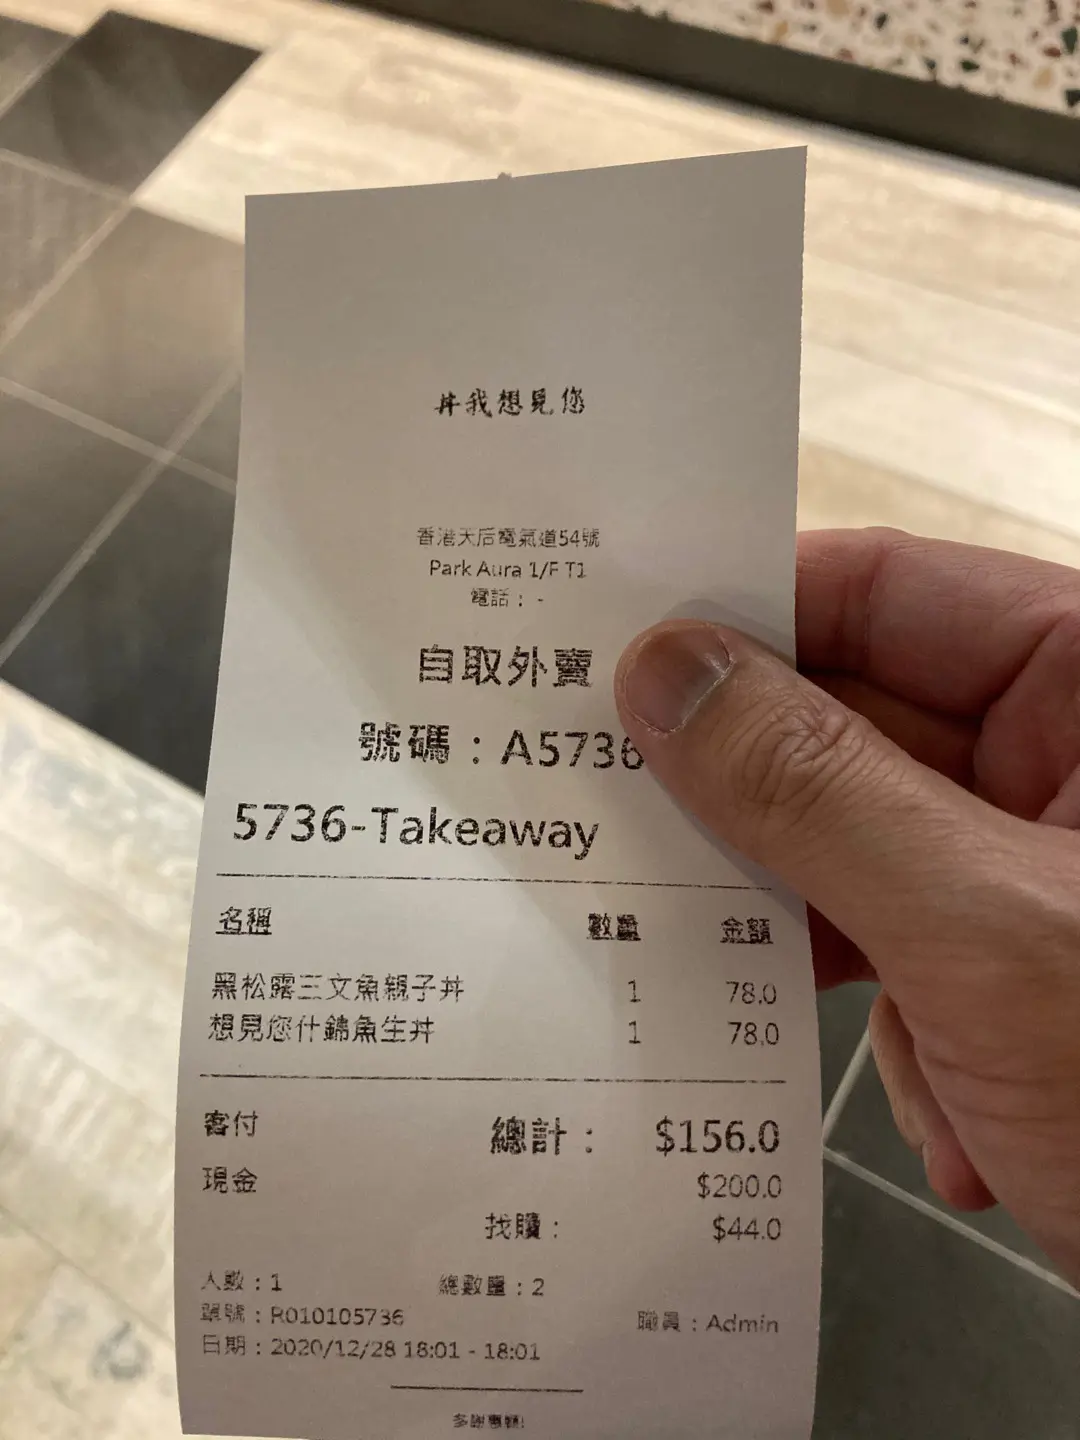 丼我想見您
香港天后電氣道54號
Park Aura 1/F T1
電話： -
自取外賣
號碼：A5736
5736-Takeaway
名稱 數量 金額
黑松露三文魚親子丼 1 78.0
想見您什錦魚生丼 1 78.0
客付 總計： $156.0
現金 $200.0
找贖： $44.0
人數：1 總數量：2
單號：R010105736 職員：Admin
日期：2020/12/28 18:01 - 18:01
多謝惠顧!